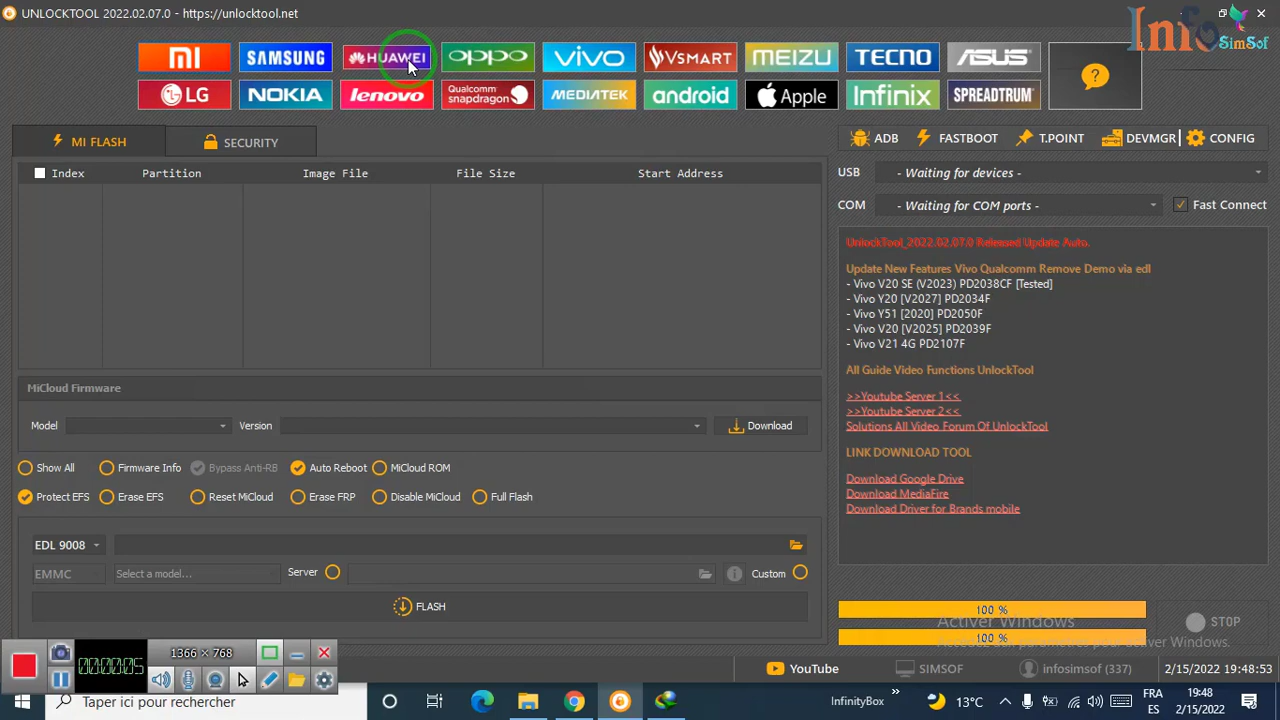 UNLOCKTOOL 2022.02.07.0 - https://unlocktool.net
Info SimSof
MI SAMSUNG HUAWEI oppo vivo VSMART MEIZU TECNO ASUS ?
LG NOKIA lenovo Qualcomm snapdragon MEDIATEK android Apple Infinix SPREADTRUM
MI FLASH SECURITY
ADB FASTBOOT T.POINT DEVMGR CONFIG
Index Partition Image File File Size Start Address
USB - Waiting for devices -
COM - Waiting for COM ports - Fast Connect
UnlockTool_2022.02.07.0 Released Update Auto.
Update New Features Vivo Qualcomm Remove Demo via edl
- Vivo V20 SE (V2023) PD2038CF [Tested]
- Vivo Y20 [V2027] PD2034F
- Vivo Y51 [2020] PD2050F
- Vivo V20 [V2025] PD2039F
- Vivo V21 4G PD2107F
All Guide Video Functions UnlockTool
>>Youtube Server 1<<
>>Youtube Server 2<<
Solutions All Video Forum Of UnlockTool
LINK DOWNLOAD TOOL
Download Google Drive
Download MediaFire
Download Driver for Brands mobile
MiCloud Firmware
Model Version Download
Show All Firmware Info Bypass Anti-RB Auto Reboot MiCloud ROM
Protect EFS Erase EFS Reset MiCloud Erase FRP Disable MiCloud Full Flash
EDL 9008
EMMC Select a model... Server Custom
FLASH
100 %
100 %
STOP
Activer Windows
Accédez aux paramètres pour activer Windows.
1366 × 768
00:00:05
YouTube SIMSOF infosimsof (337) 2/15/2022 19:48:53
Taper ici pour rechercher
InfinityBox » 13°C FRA ES 19:48 2/15/2022